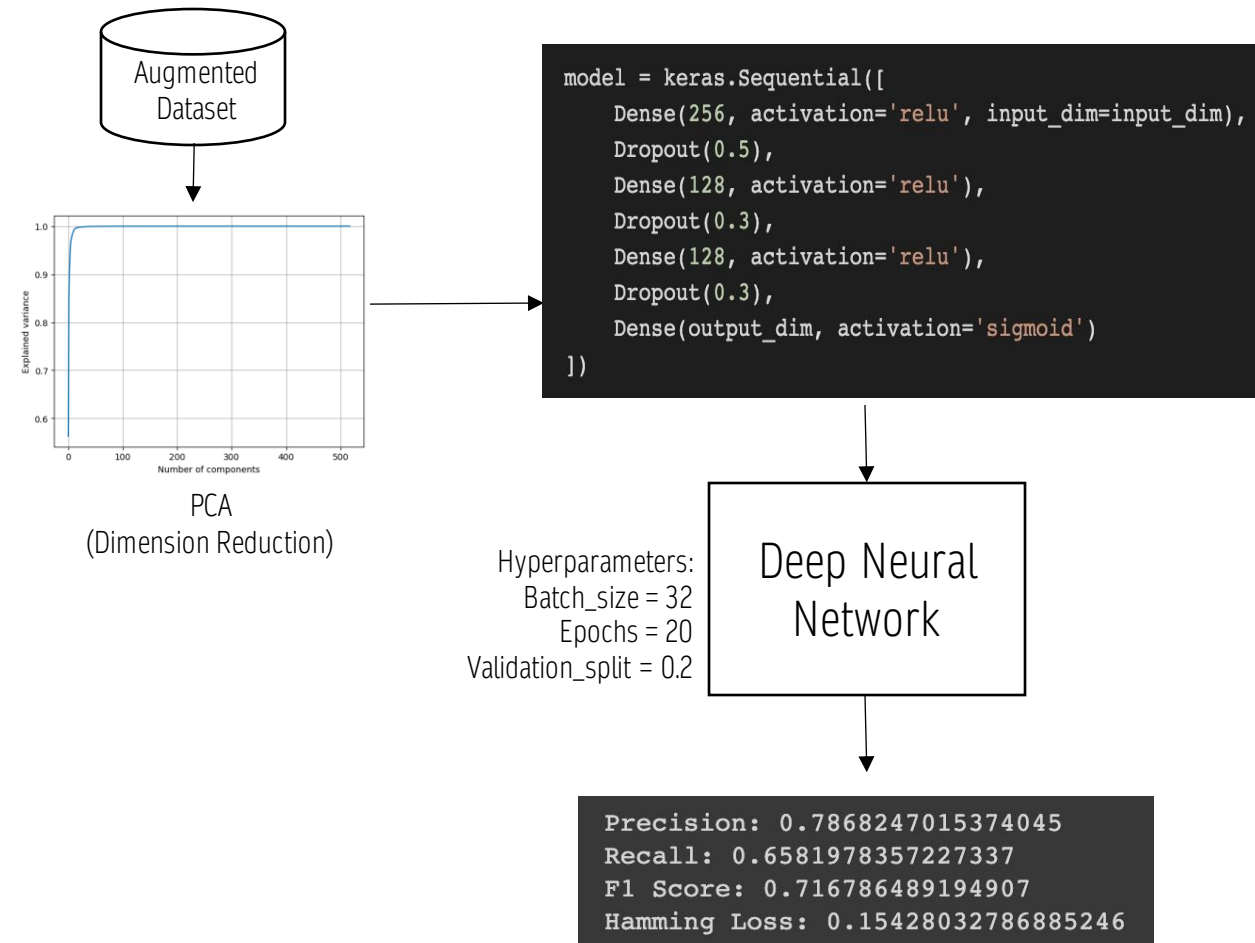 Augmented
Dataset
1.0
0.9
0.8
0.7
0.6
Explained variance
0
100
200
300
400
500
Number of components
PCA
(Dimension Reduction)
model = keras.Sequential([
    Dense(256, activation='relu', input_dim=input_dim),
    Dropout(0.5),
    Dense(128, activation='relu'),
    Dropout(0.3),
    Dense(128, activation='relu'),
    Dropout(0.3),
    Dense(output_dim, activation='sigmoid')
])
Hyperparameters:
Batch_size = 32
Epochs = 20
Validation_split = 0.2
Deep Neural
Network
Precision: 0.7868247015374045
Recall: 0.6581978357227337
F1 Score: 0.716786489194907
Hamming Loss: 0.15428032786885246